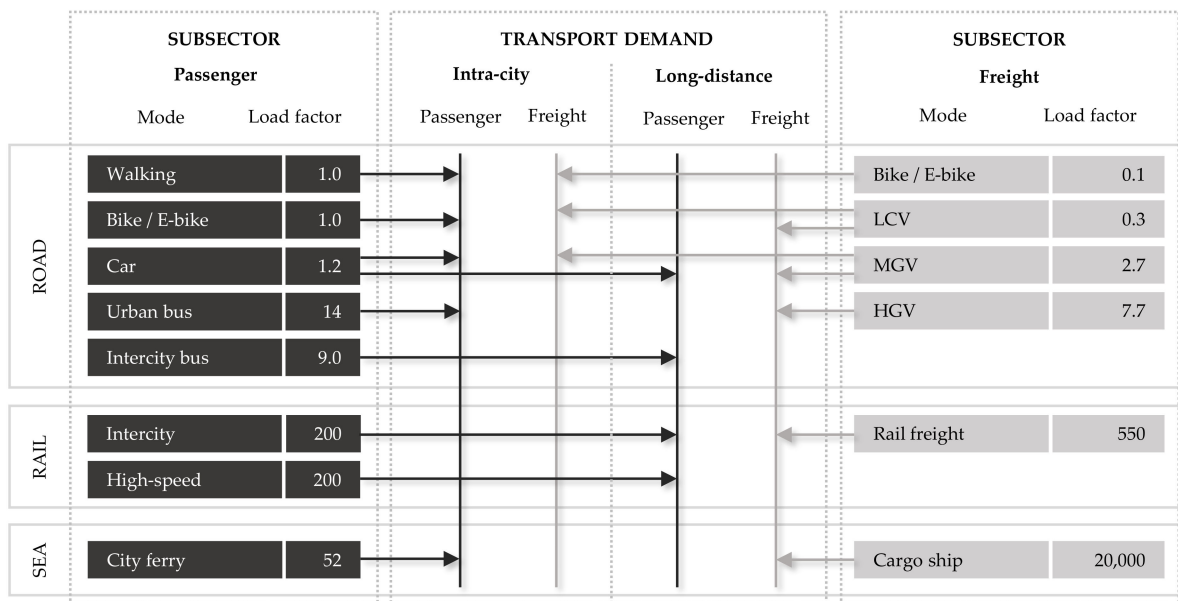 SUBSECTOR TRANSPORT DEMAND SUBSECTOR
Passenger Intra-city Long-distance Freight
Mode Load factor Passenger Freight Passenger Freight Mode Load factor
ROAD
Walking 1.0 Bike / E-bike 0.1
Bike / E-bike 1.0 LCV 0.3
Car 1.2 MGV 2.7
Urban bus 14 HGV 7.7
Intercity bus 9.0
RAIL
Intercity 200 Rail freight 550
High-speed 200
SEA
City ferry 52 Cargo ship 20,000